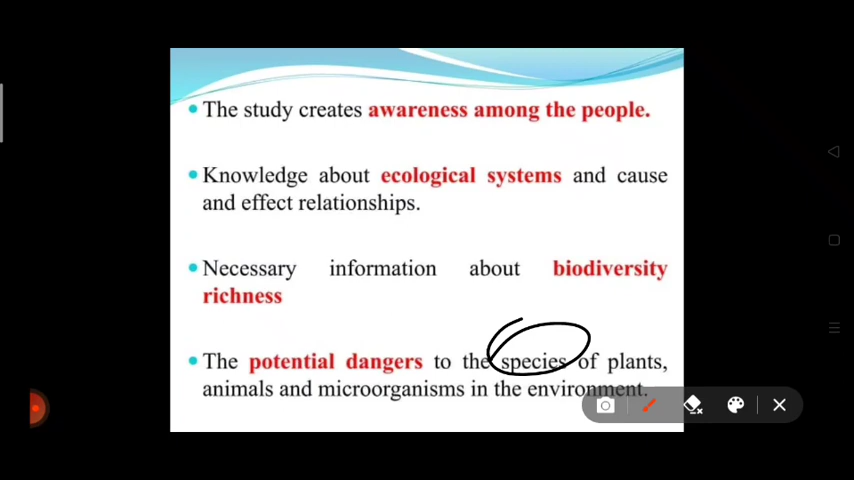 The study creates awareness among the people.
Knowledge about ecological systems and cause
and effect relationships.
Necessary information about biodiversity
richness
The potential dangers to the species of plants,
animals and microorganisms in the environment.